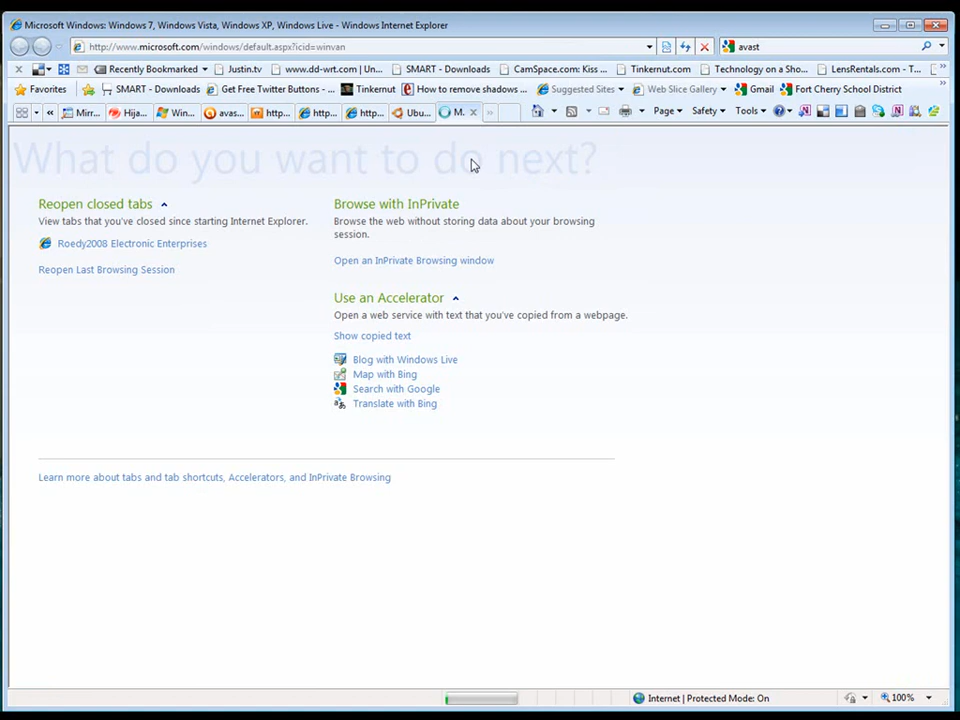 Microsoft Windows: Windows 7, Windows Vista, Windows XP, Windows Live - Windows Internet Explorer
http://www.microsoft.com/windows/default.aspx?icid=winvan
avast
Recently Bookmarked
Justin.tv
www.dd-wrt.com | Un...
SMART - Downloads
CamSpace.com: Kiss ...
Tinkernut.com
Technology on a Sho...
LensRentals.com - T...
Favorites
SMART - Downloads
Get Free Twitter Buttons - ...
Tinkernut
How to remove shadows ...
Suggested Sites
Web Slice Gallery
Gmail
Fort Cherry School District
Mirr...
Hija...
Win...
avas...
http...
http...
http...
Ubu...
M.
Page
Safety
Tools
What do you want to do next?
Reopen closed tabs
View tabs that you've closed since starting Internet Explorer.
Roedy2008 Electronic Enterprises
Reopen Last Browsing Session
Browse with InPrivate
Browse the web without storing data about your browsing
session.
Open an InPrivate Browsing window
Use an Accelerator
Open a web service with text that you've copied from a webpage.
Show copied text
Blog with Windows Live
Map with Bing
Search with Google
Translate with Bing
Learn more about tabs and tab shortcuts, Accelerators, and InPrivate Browsing
Internet | Protected Mode: On
100%